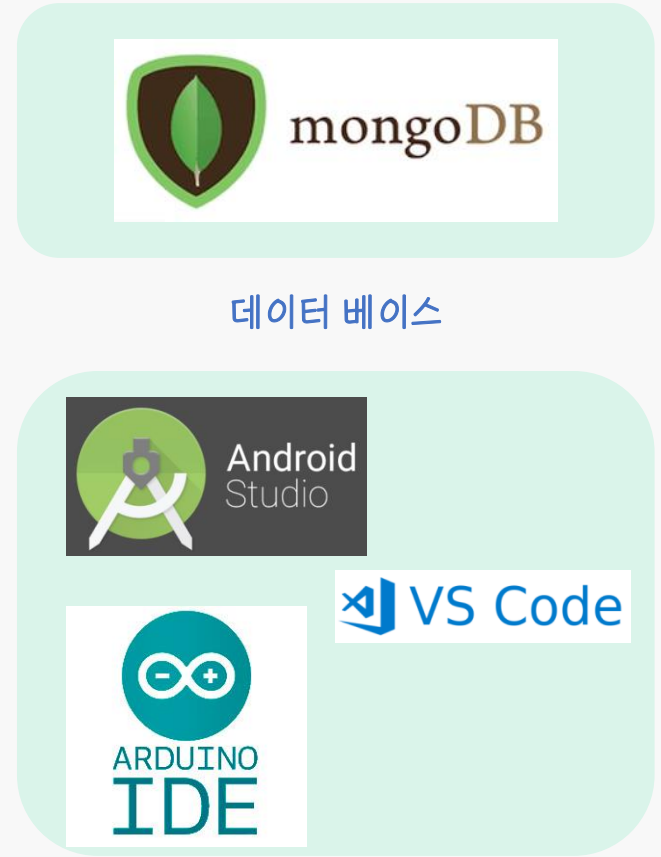 mongoDB
데이터 베이스
Android
Studio
VS Code
ARDUINO
IDE